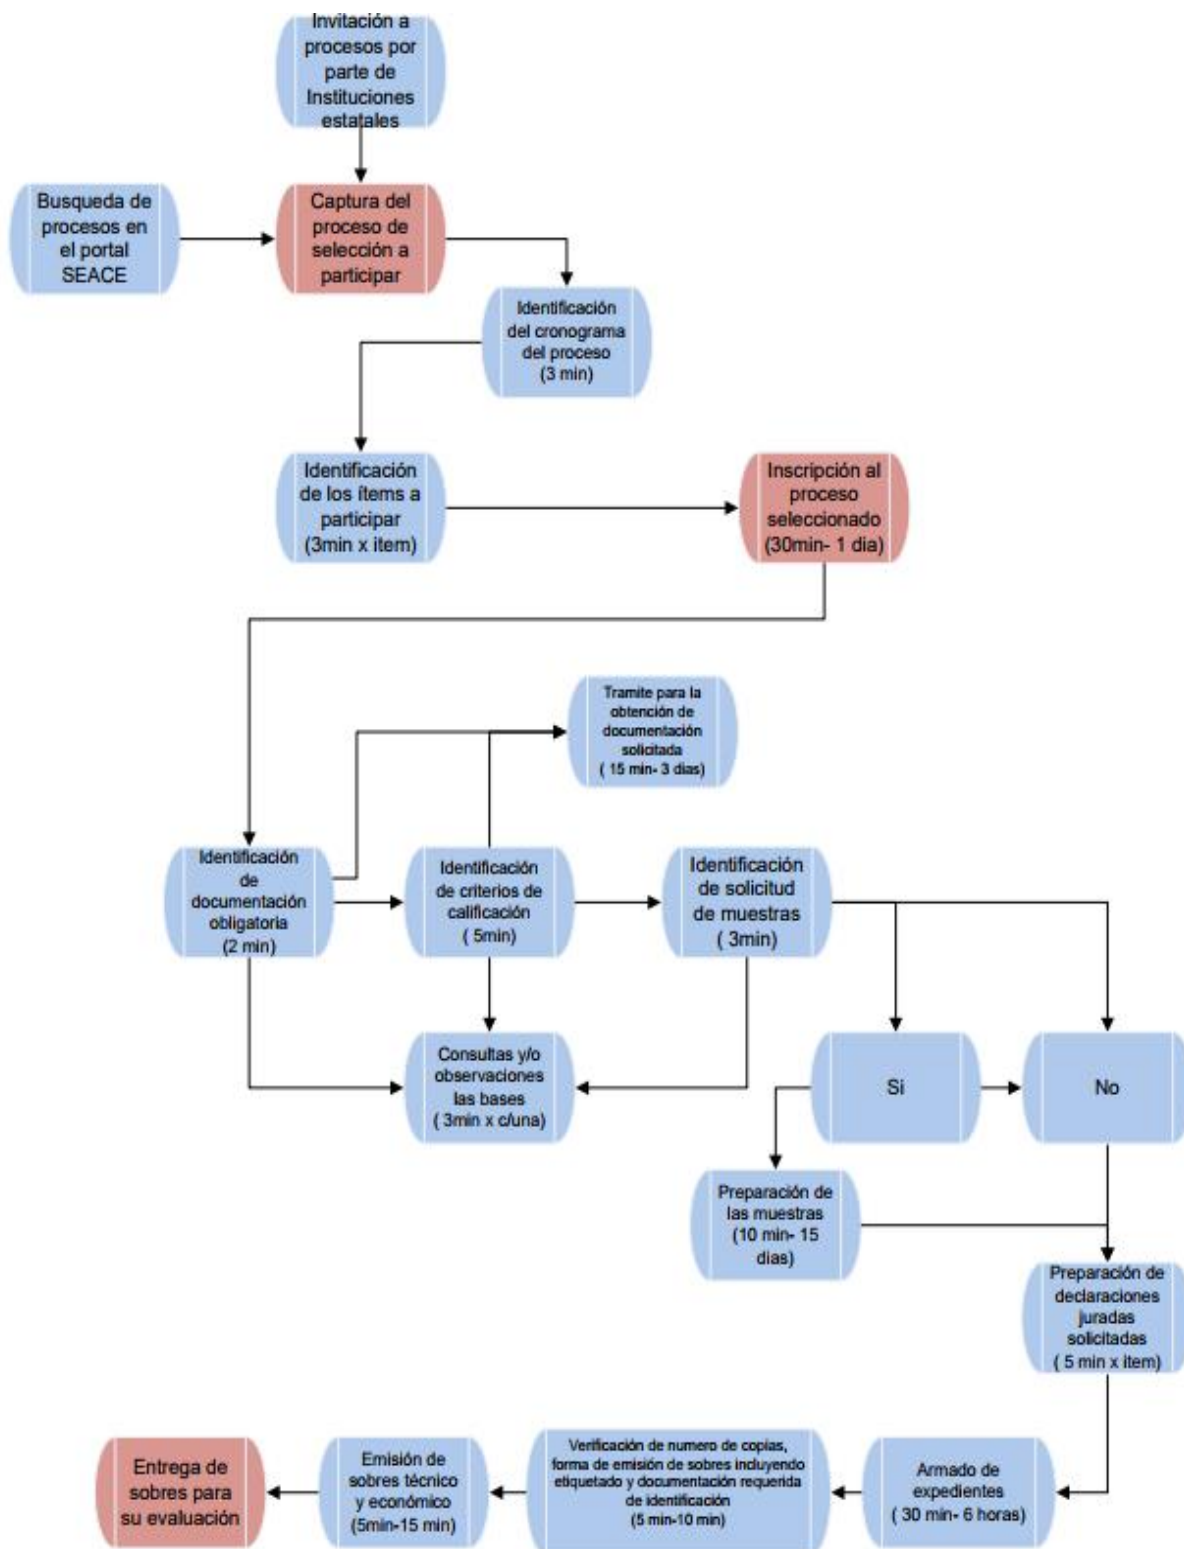 Invitación a
procesos por
parte de
Instituciones
estatales
Busqueda de
procesos en
el portal
SEACE
Captura del
proceso de
selección a
participar
Identificación
del cronograma
del proceso
(3 min)
Identificación
de los ítems a
participar
(3min x item)
Inscripción al
proceso
seleccionado
(30min- 1 dia)
Tramite para la
obtención de
documentación
solicitada
( 15 min- 3 dias)
Identificación
de
documentación
obligatoria
(2 min)
Identificación
de criterios de
calificación
( 5min)
Identificación
de solicitud
de muestras
( 3min)
Consultas y/o
observaciones
las bases
( 3min x c/una)
Si
No
Preparación de
las muestras
(10 min- 15
dias)
Preparación de
declaraciones
juradas
solicitadas
( 5 min x item)
Entrega de
sobres para
su evaluación
Emisión de
sobres técnico
y económico
(5min-15 min)
Verificación de numero de copias,
forma de emisión de sobres incluyendo
etiquetado y documentación requerida
de identificación
(5 min-10 min)
Armado de
expedientes
( 30 min- 6 horas)